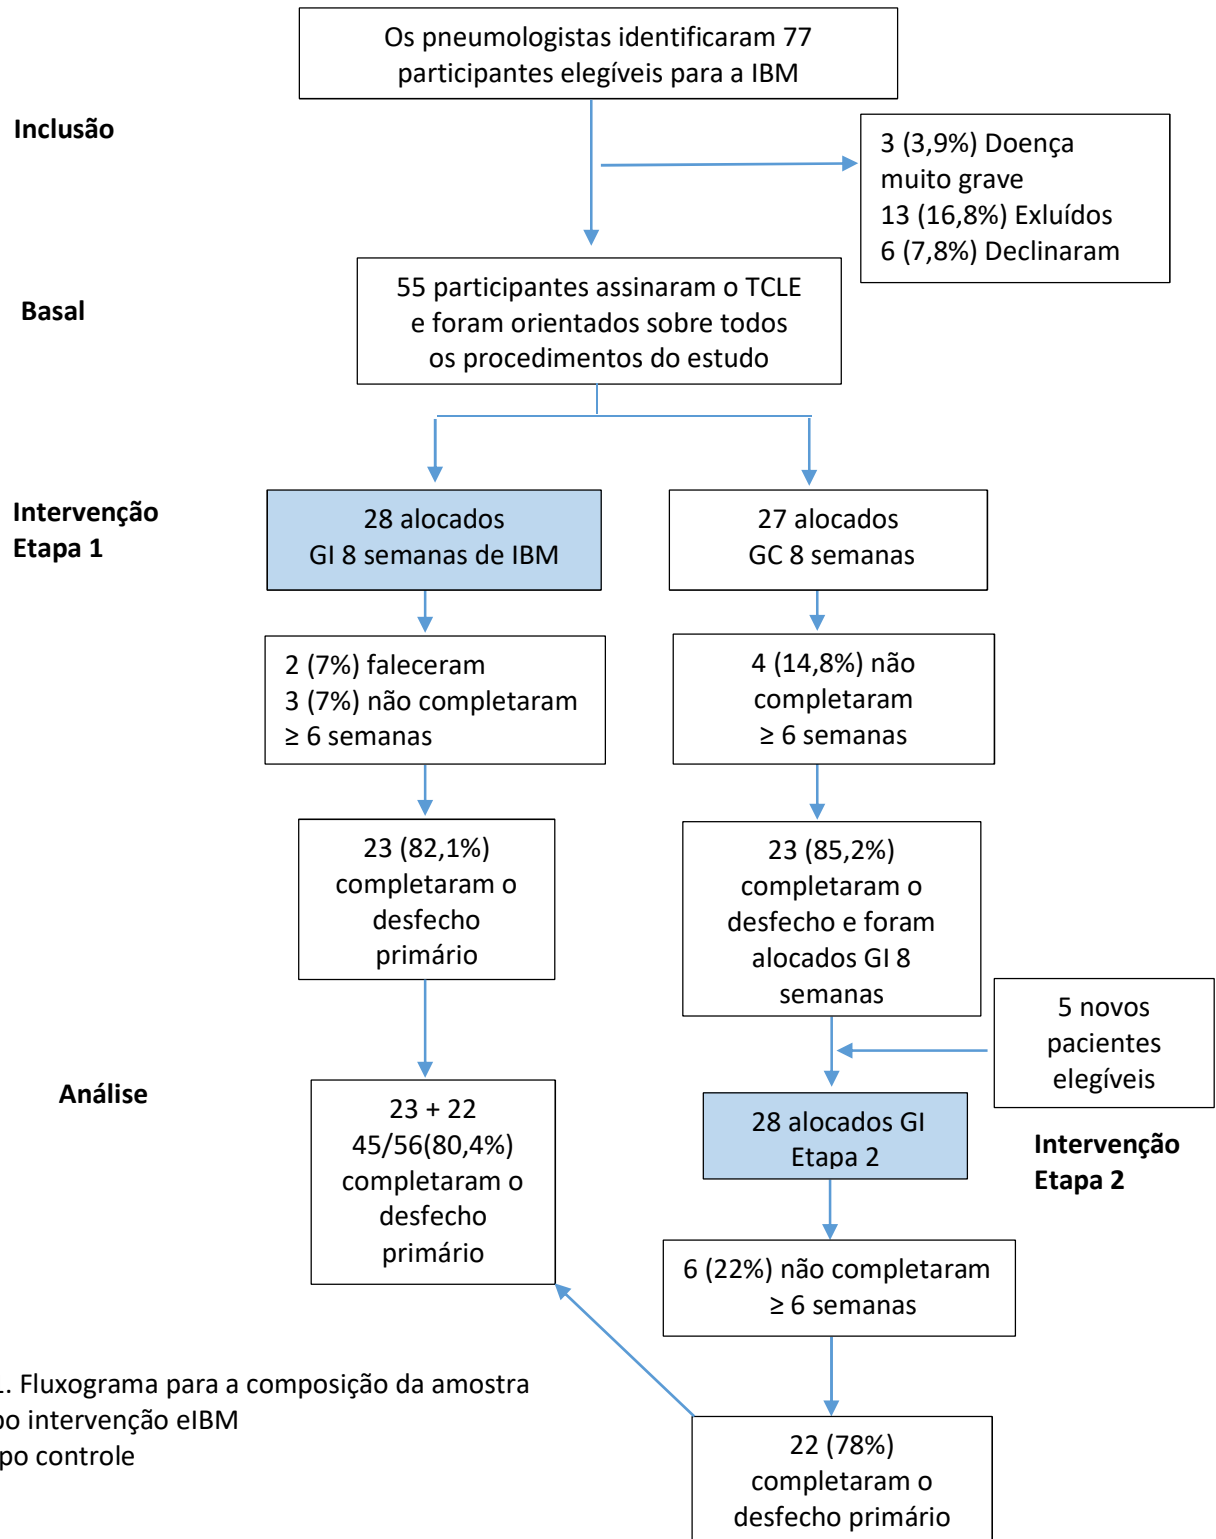 Os pneumologistas identificaram 77
participantes elegíveis para a IBM
Inclusão
3 (3,9%) Doença
muito grave
13 (16,8%) Exluídos
6 (7,8%) Declinaram
Basal
55 participantes assinaram o TCLE
e foram orientados sobre todos
os procedimentos do estudo
Intervenção
Etapa 1
28 alocados
GI 8 semanas de IBM
27 alocados
GC 8 semanas
2 (7%) faleceram
3 (7%) não completaram
≥ 6 semanas
4 (14,8%) não
completaram
≥ 6 semanas
23 (82,1%)
completaram o
desfecho
primário
23 (85,2%)
completaram o
desfecho e foram
alocados GI 8
semanas
5 novos
pacientes
elegíveis
Análise
23 + 22
45/56(80,4%)
completaram o
desfecho
primário
28 alocados GI
Etapa 2
Intervenção
Etapa 2
6 (22%) não completaram
≥ 6 semanas
22 (78%)
completaram o
desfecho primário
. Fluxograma para a composição da amostra
po intervenção eIBM
po controle